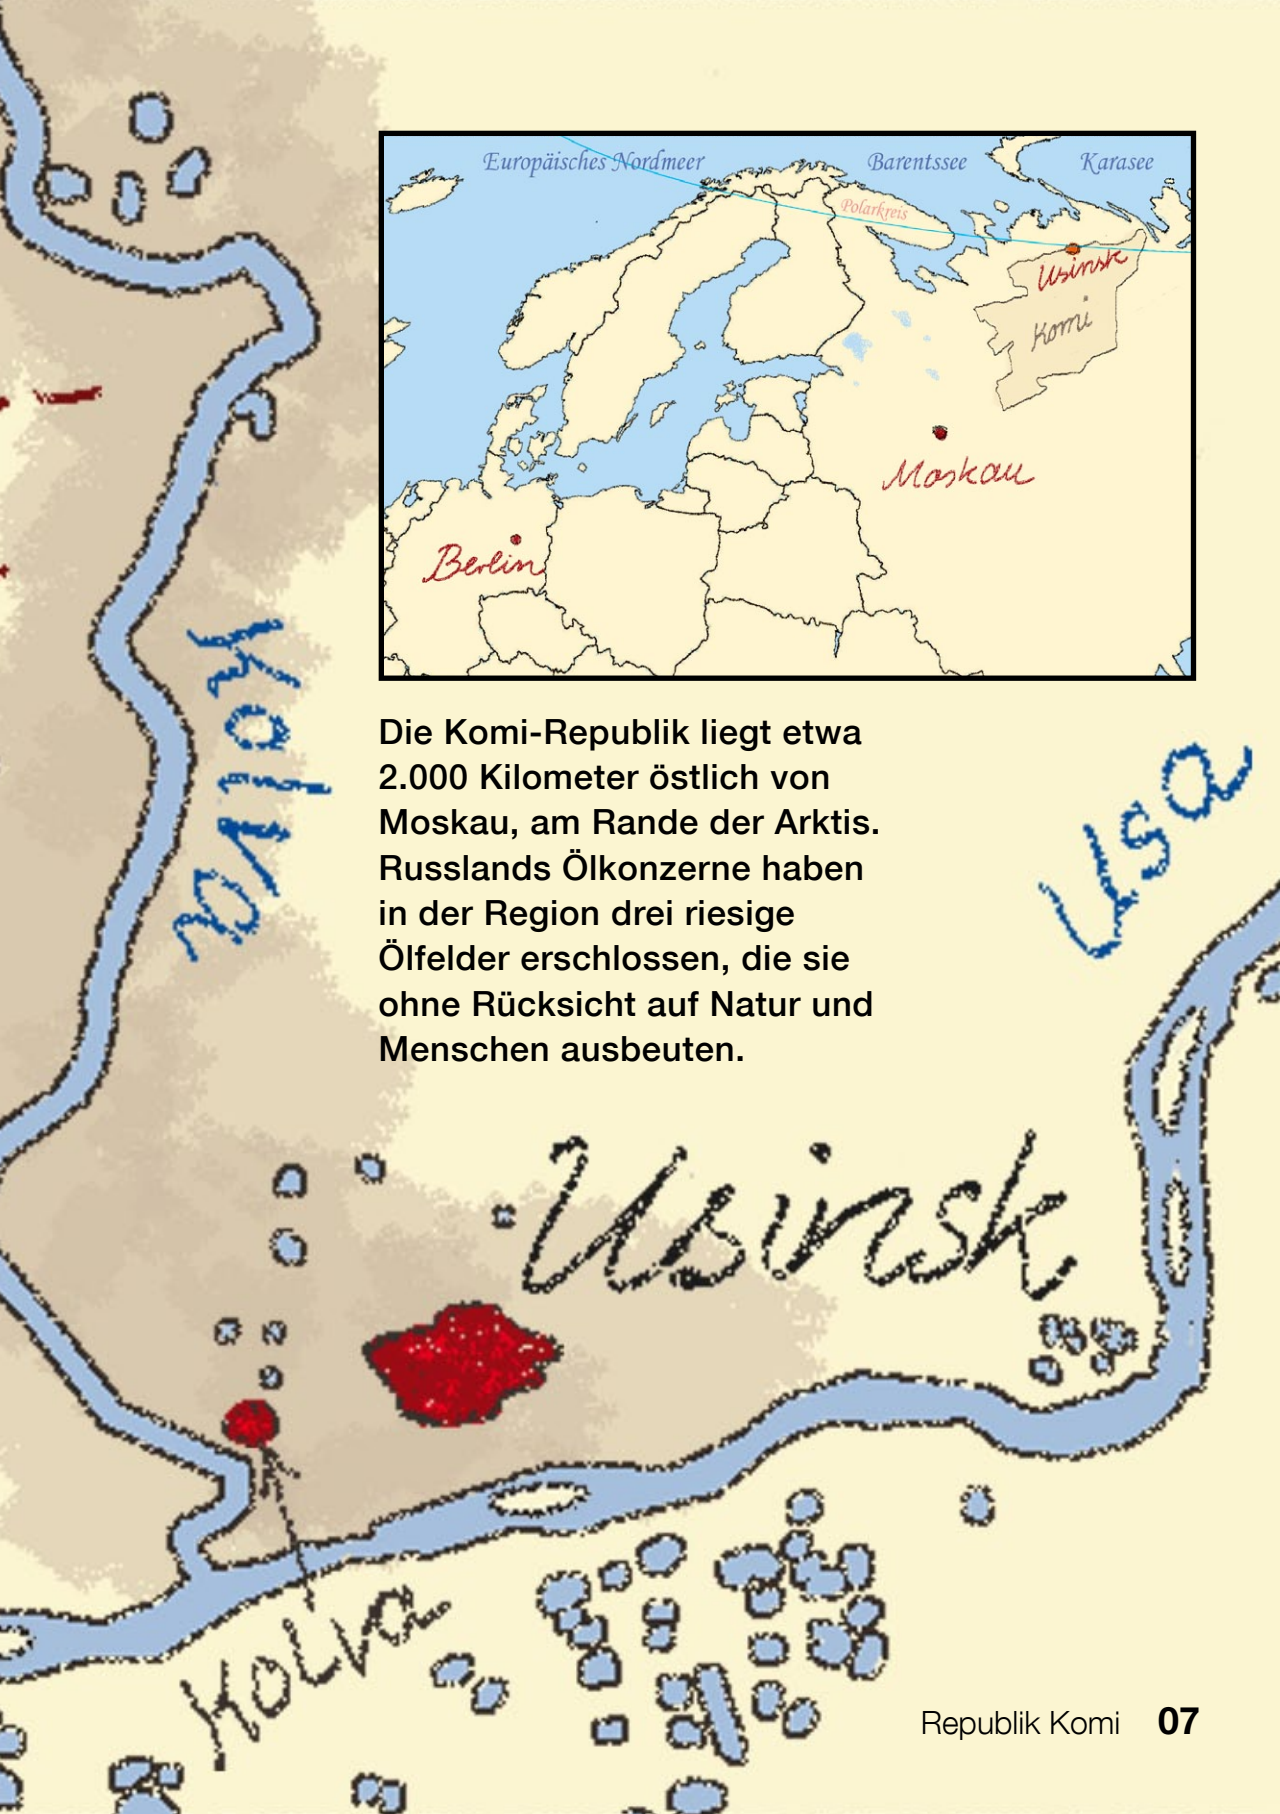 Europäisches Nordmeer
Barentssee
Karasee
Polarkreis
Usinsk
Komi
Moskau
Berlin
Kolva
Die Komi-Republik liegt etwa
2.000 Kilometer östlich von
Moskau, am Rande der Arktis.
Russlands Ölkonzerne haben
in der Region drei riesige
Ölfelder erschlossen, die sie
ohne Rücksicht auf Natur und
Menschen ausbeuten.
Usa
Usinsk
Kolva
Republik Komi 07